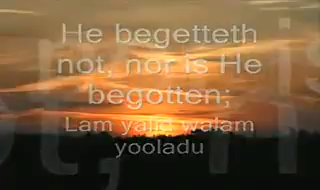 He begetteth
not, nor is He
begotten;
Lam yalid walam
yooladu